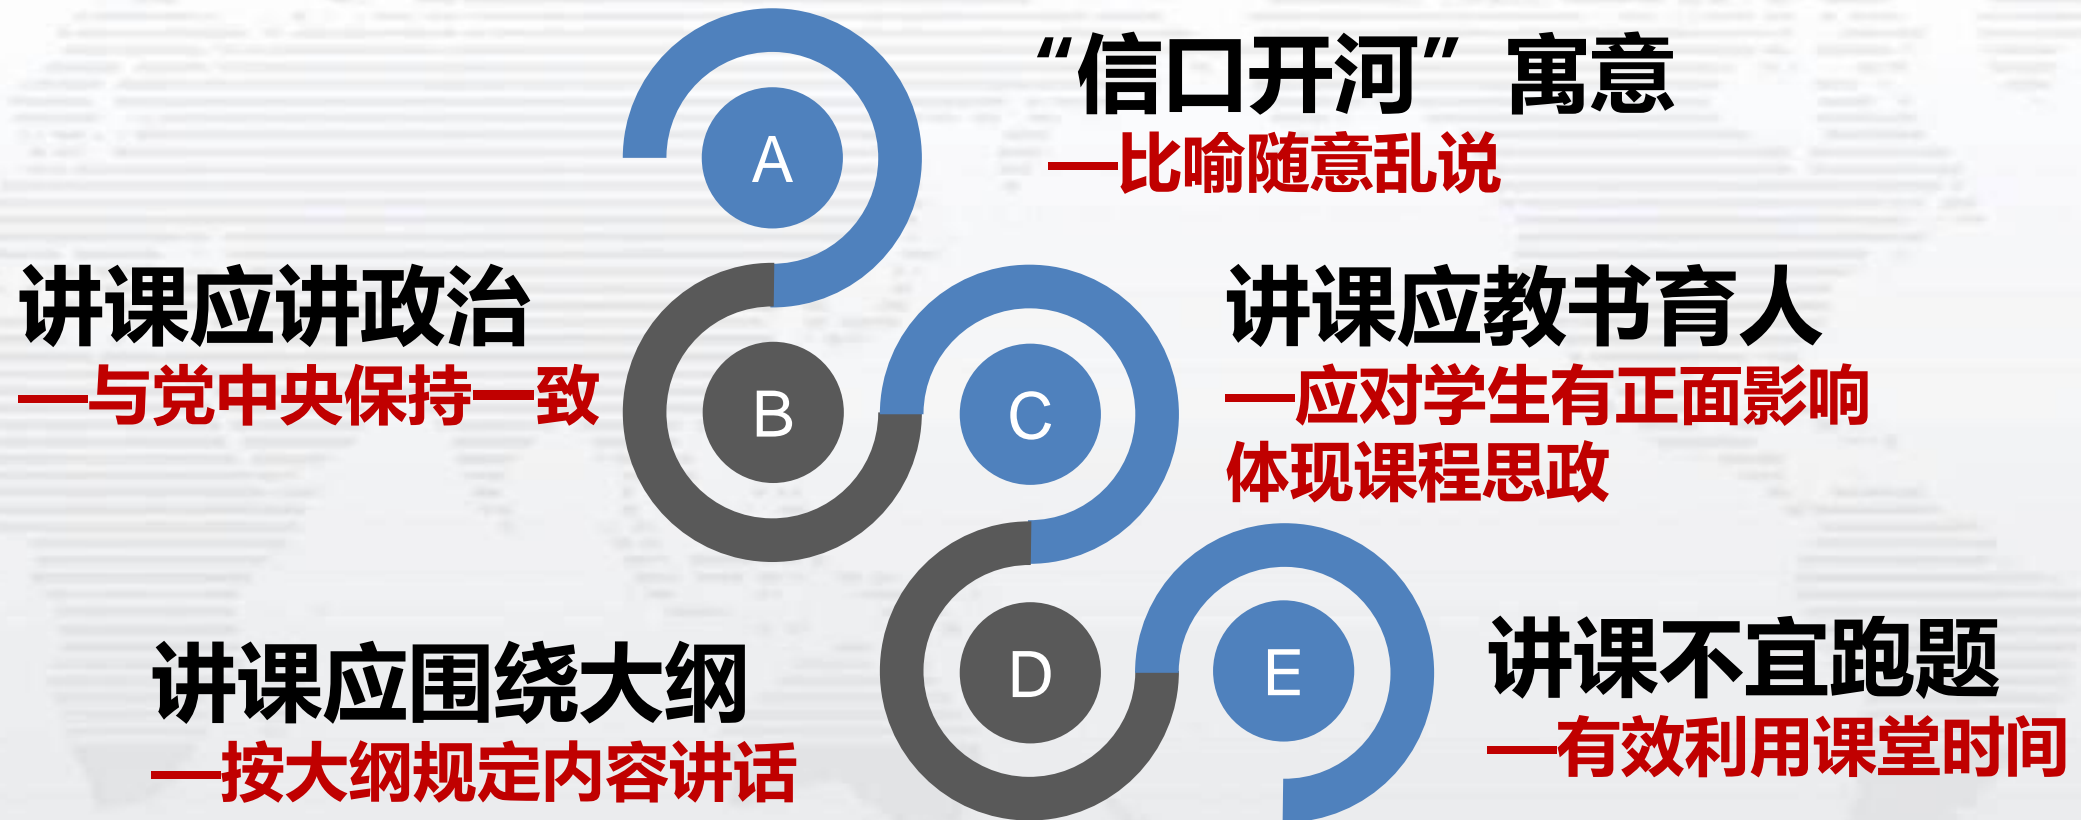 “信口开河”寓意
—比喻随意乱说
A
讲课应讲政治
—与党中央保持一致
B
讲课应教书育人
—应对学生有正面影响
体现课程思政
C
讲课应围绕大纲
—按大纲规定内容讲话
D
讲课不宜跑题
—有效利用课堂时间
E